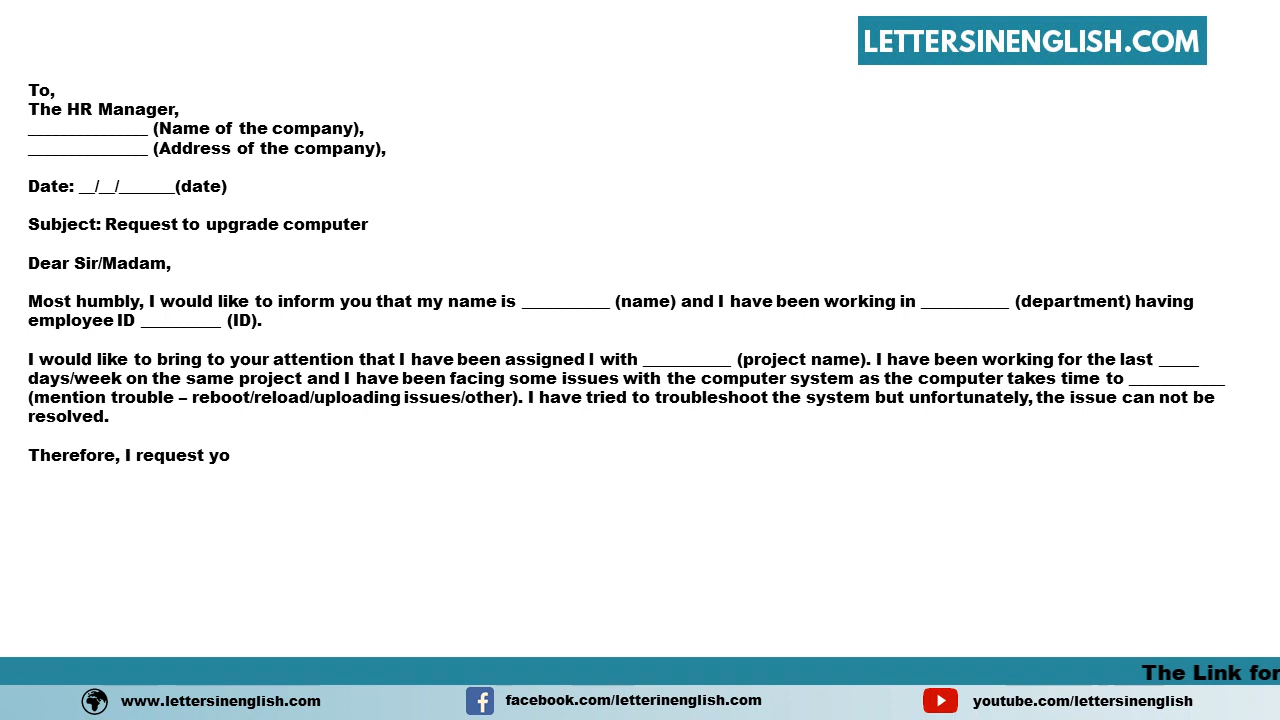 LETTERSINENGLISH.COM
To,
The HR Manager,
_______________ (Name of the company),
_______________ (Address of the company),
Date: __/__/_______(date)
Subject: Request to upgrade computer
Dear Sir/Madam,
Most humbly, I would like to inform you that my name is ___________ (name) and I have been working in ___________ (department) having
employee ID __________ (ID).
I would like to bring to your attention that I have been assigned I with ___________ (project name). I have been working for the last _____
days/week on the same project and I have been facing some issues with the computer system as the computer takes time to ____________
(mention trouble – reboot/reload/uploading issues/other). I have tried to troubleshoot the system but unfortunately, the issue can not be
resolved.
Therefore, I request yo
The Link for
www.lettersinenglish.com
facebook.com/letterinenglish.com
youtube.com/lettersinenglish